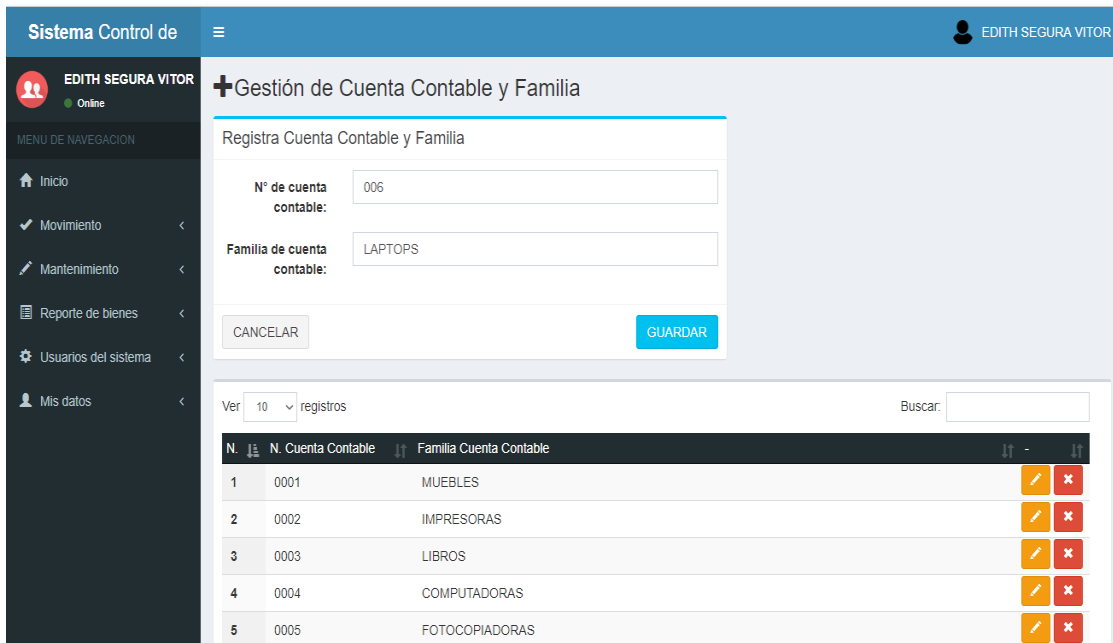 Sistema Control de
EDITH SEGURA VITOR
EDITH SEGURA VITOR
Online
MENU DE NAVEGACION
Inicio
Movimiento
Mantenimiento
Reporte de bienes
Usuarios del sistema
Mis datos
Gestión de Cuenta Contable y Familia
Registra Cuenta Contable y Familia
N° de cuenta
contable:
006
Familia de cuenta
contable:
LAPTOPS
CANCELAR
GUARDAR
Ver 10 registros
Buscar:
N. N. Cuenta Contable Familia Cuenta Contable -
1 0001 MUEBLES
2 0002 IMPRESORAS
3 0003 LIBROS
4 0004 COMPUTADORAS
5 0005 FOTOCOPIADORAS